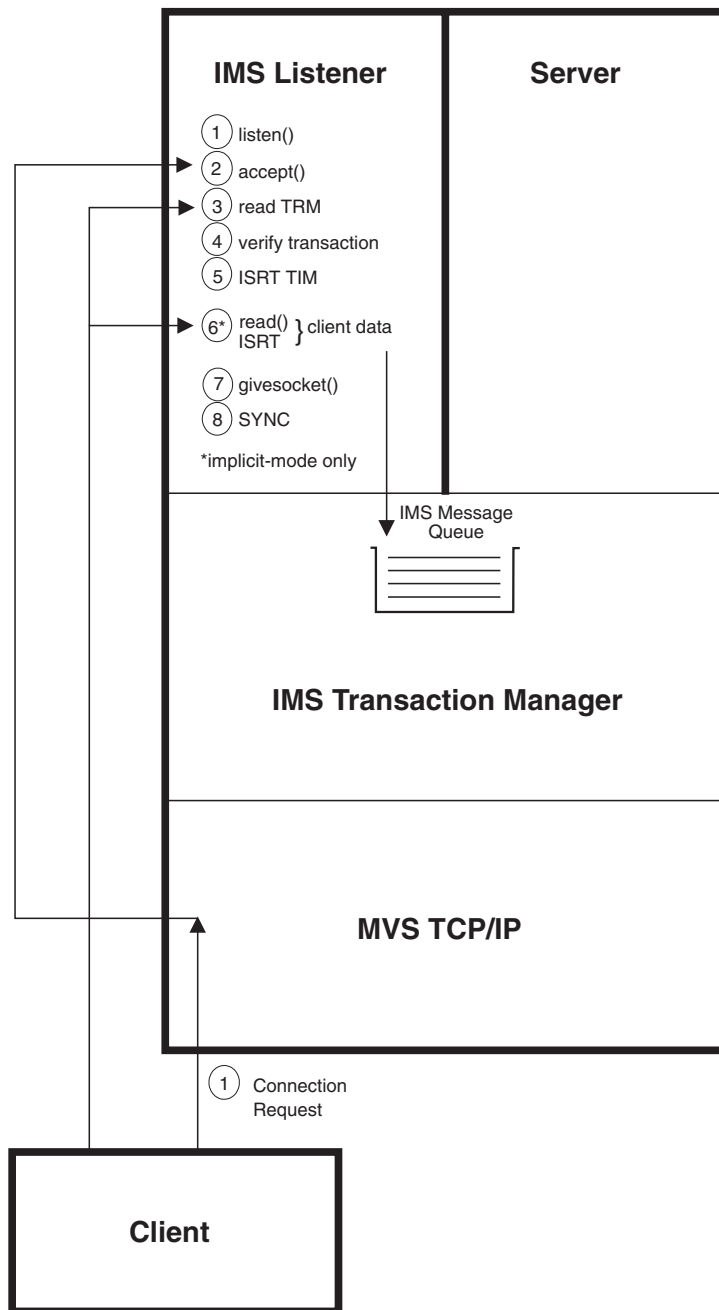 IMS Listener
Server
1 listen()
2 accept()
3 read TRM
4 verify transaction
5 ISRT TIM
6* read() } client data
ISRT
7 givesocket()
8 SYNC
*implicit-mode only
IMS Message
Queue
IMS Transaction Manager
MVS TCP/IP
1 Connection
Request
Client